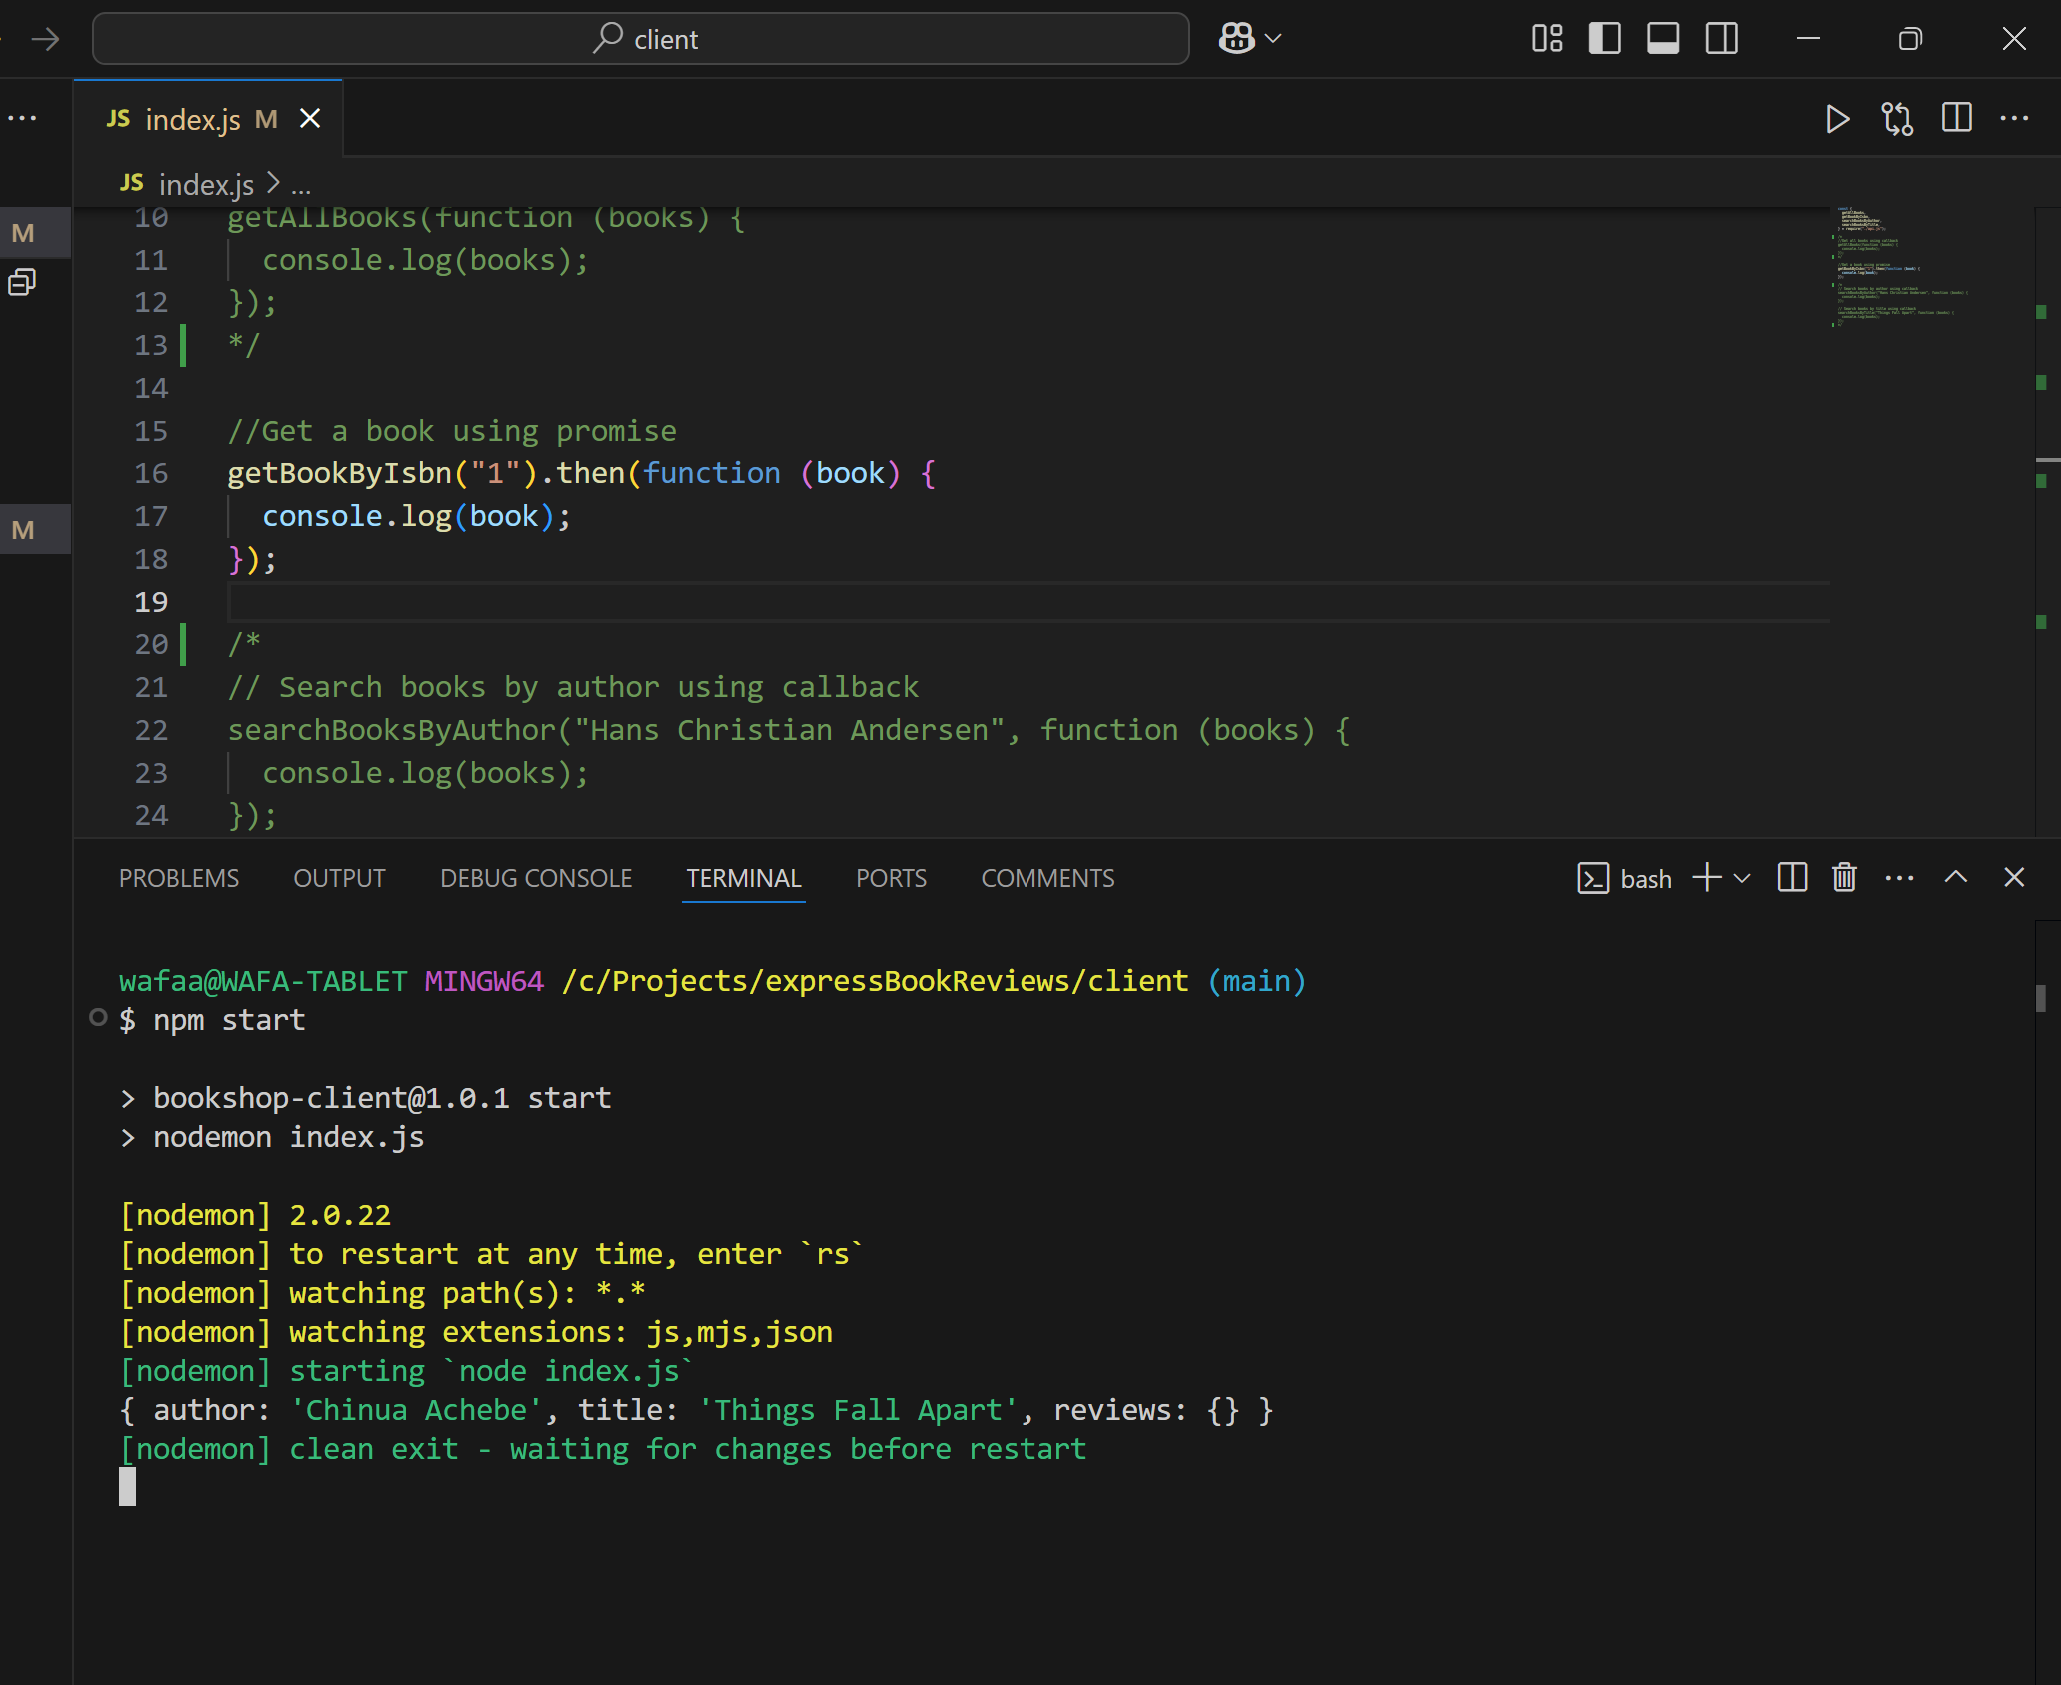 client
JS index.js M
JS index.js > ...
M
M
10 getAllBooks(function (books) {
11 console.log(books);
12 });
13 */
14
15 //Get a book using promise
16 getBookByIsbn("1").then(function (book) {
17 console.log(book);
18 });
19
20 /*
21 // Search books by author using callback
22 searchBooksByAuthor("Hans Christian Andersen", function (books) {
23 console.log(books);
24 });
PROBLEMS OUTPUT DEBUG CONSOLE TERMINAL PORTS COMMENTS bash
wafaa@WAFA-TABLET MINGW64 /c/Projects/expressBookReviews/client (main)
$ npm start
> bookshop-client@1.0.1 start
> nodemon index.js
[nodemon] 2.0.22
[nodemon] to restart at any time, enter `rs`
[nodemon] watching path(s): *.*
[nodemon] watching extensions: js,mjs,json
[nodemon] starting `node index.js`
{ author: 'Chinua Achebe', title: 'Things Fall Apart', reviews: {} }
[nodemon] clean exit - waiting for changes before restart